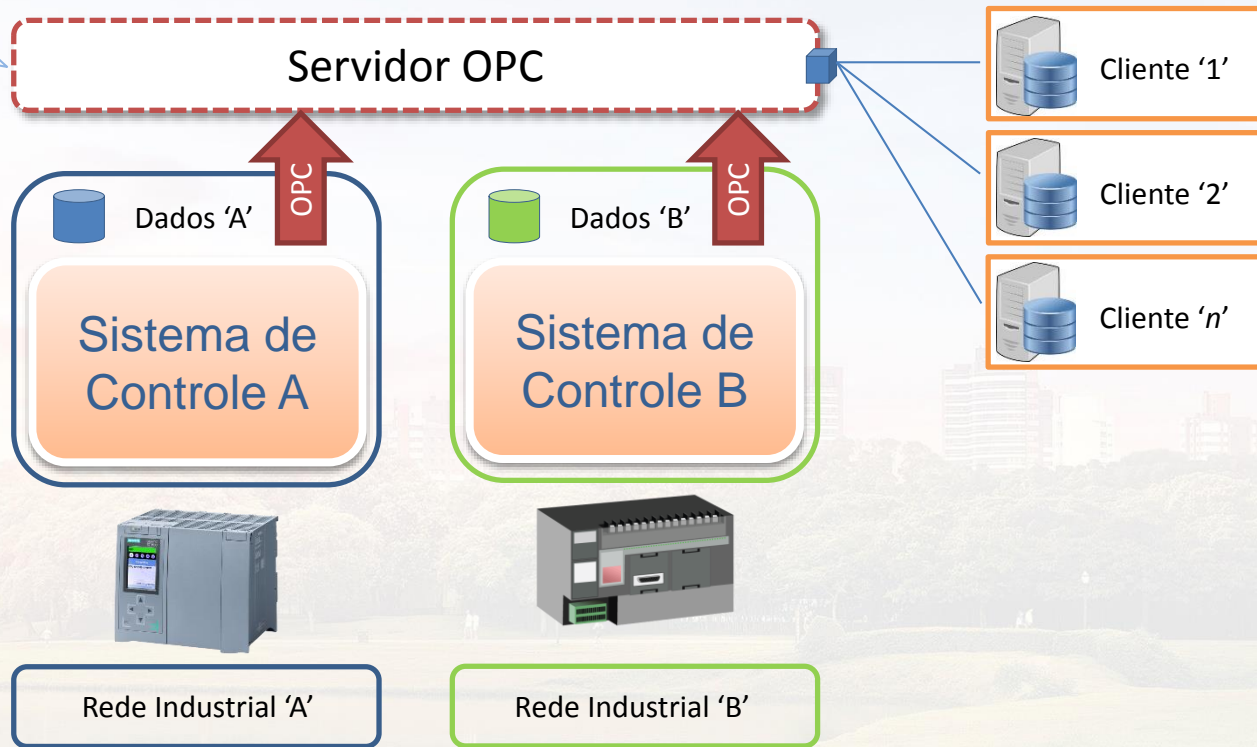 Servidor OPC
Cliente ‘1’
Cliente ‘2’
Cliente ‘n’
OPC
Dados ‘A’
OPC
Dados ‘B’
Sistema de
Controle A
Sistema de
Controle B
Rede Industrial ‘A’
Rede Industrial ‘B’